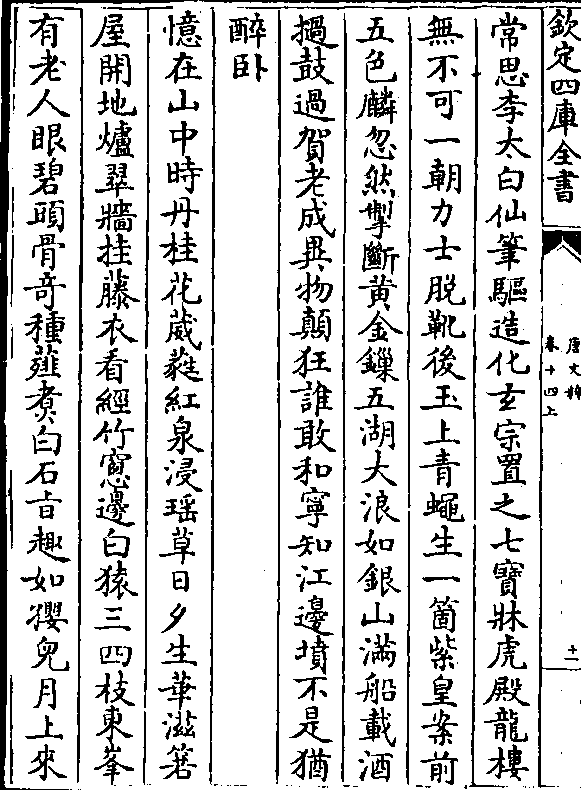 欽定四庫全書
唐文粹
卷十四上
十一
常思李太白仙筆驅造化玄宗置之七寶牀虎殿龍樓
無不可一朝力士脱靴後玉上青蠅生一箇紫皇案前
五色麟忽然掣斷黄金鏁五湖大浪如銀山滿船載酒
撾鼓過賀老成異物顛狂誰敢和寧知江邊墳不是猶
醉卧
憶在山中時丹桂花葳蕤紅泉浸瑶草日夕生華滋箬
屋開地爐翠牆挂藤衣看經竹窻邊白猿三四枝東峯
有老人眼碧頭骨奇種薤煮白石㫖趣如㺅兒月上來